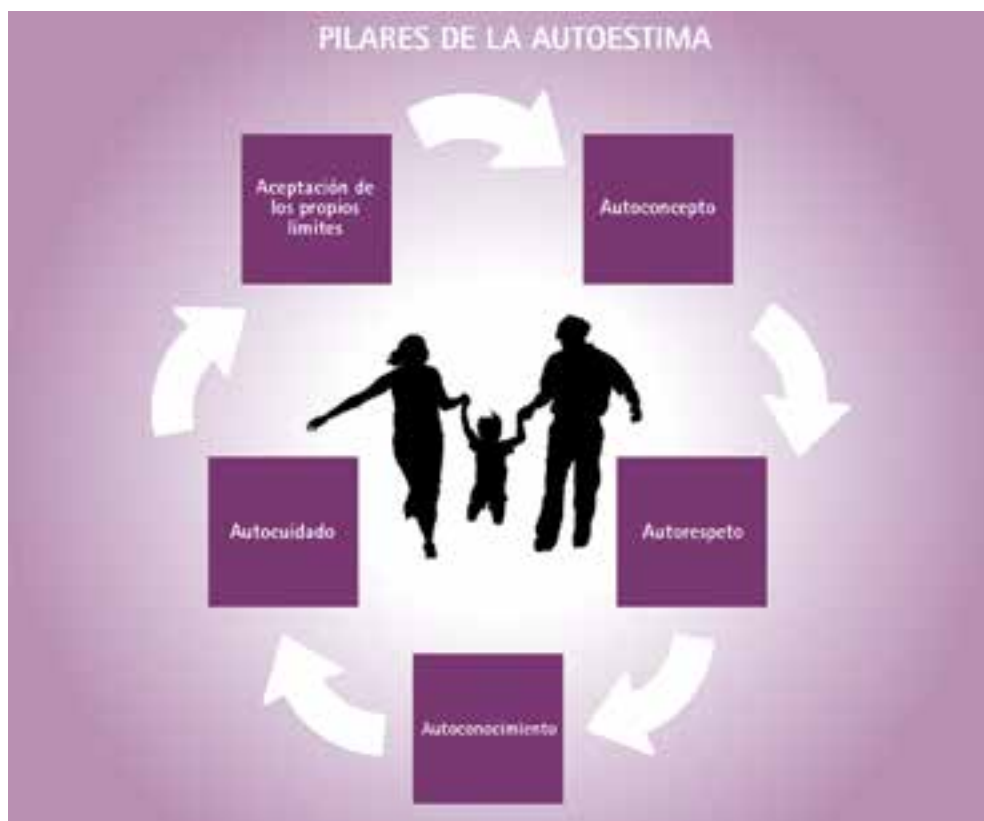 PILARES DE LA AUTOESTIMA
Aceptación de
los propios
límites
Autoconcepto
Autocuidado
Autorespeto
Autoconocimiento